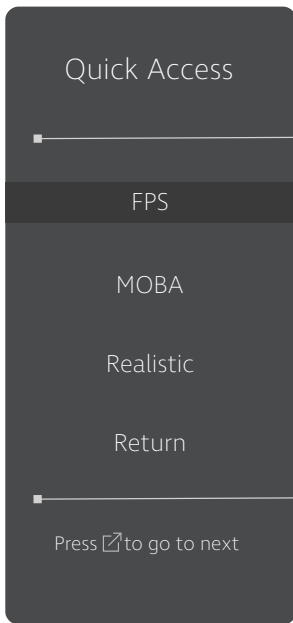 Quick Access
FPS
MOBA
Realistic
Return
Press to go to next